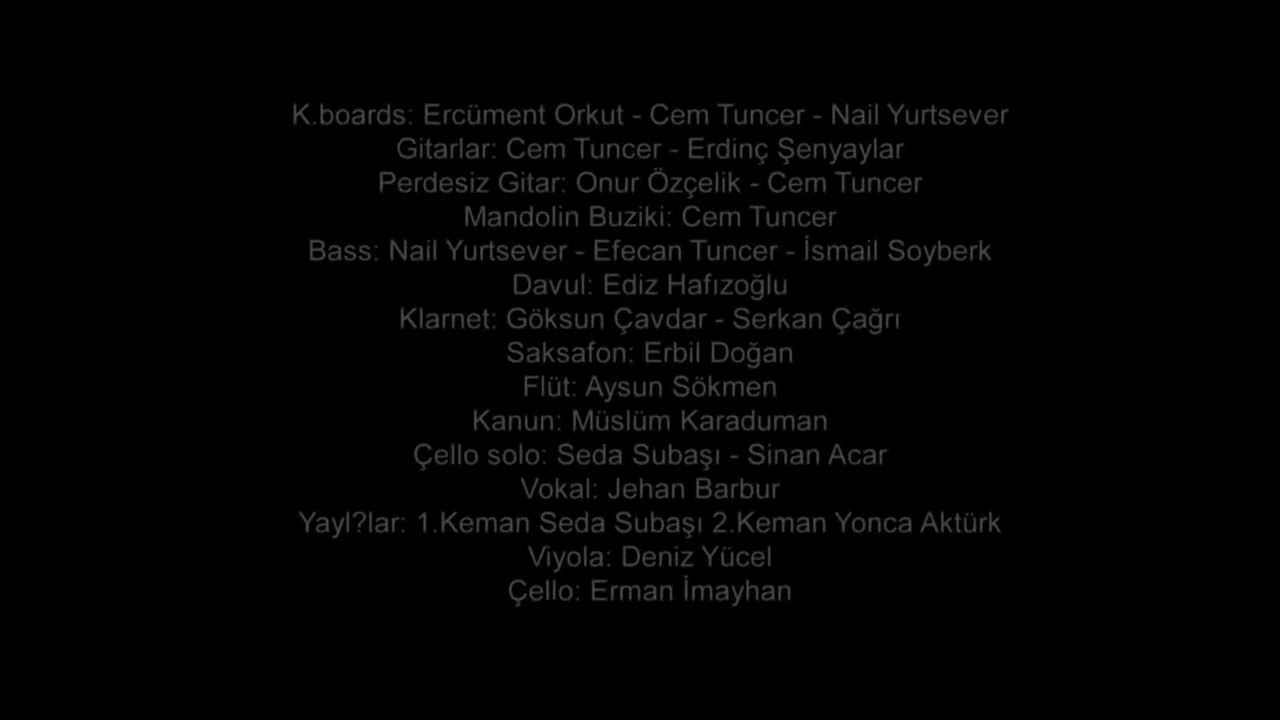 K.boards: Ercüment Orkut - Cem Tuncer - Nail Yurtsever
Gitarlar: Cem Tuncer - Erdinç Şenyaylar
Perdesiz Gitar: Onur Özçelik - Cem Tuncer
Mandolin Buziki: Cem Tuncer
Bass: Nail Yurtsever - Efecan Tuncer - İsmail Soyberk
Davul: Ediz Hafızoğlu
Klarnet: Göksun Çavdar - Serkan Çağrı
Saksafon: Erbil Doğan
Flüt: Aysun Sökmen
Kanun: Müslüm Karaduman
Çello solo: Seda Subaşı - Sinan Acar
Vokal: Jehan Barbur
Yayl?lar: 1.Keman Seda Subaşı 2.Keman Yonca Aktürk
Viyola: Deniz Yücel
Çello: Erman İmayhan